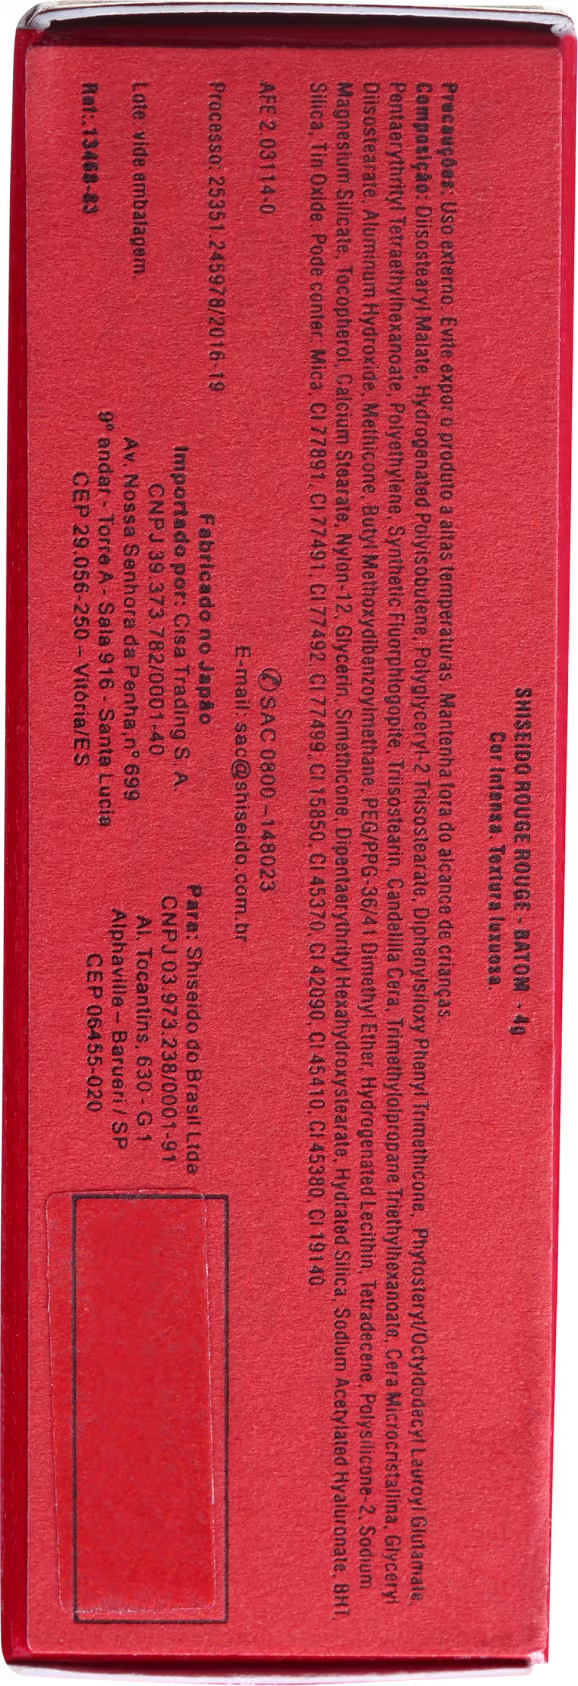 SHISEIDO ROUGE ROUGE - BATOM - 4g
Cor intensa. Textura luxuosa.
Precauções: Uso externo. Evite expor o produto a altas temperaturas. Mantenha fora do alcance de crianças.
Composição: Diisostearyl Malate, Hydrogenated Polyisobutene, Polyglyceryl-2 Triisostearate, Diphenylsiloxy Phenyl Trimethicone, Phytosteryl/Octyldodecyl Lauroyl Glutamate,
Pentaerythrityl Tetraethylhexanoate, Polyethylene, Synthetic Fluorphlogopite, Triisostearin, Candelilla Cera, Trimethylolpropane Triethylhexanoate, Cera Microcristallina, Glyceryl
Diisostearate, Aluminum Hydroxide, Methicone, Butyl Methoxydibenzoylmethane, PEG/PPG-36/41 Dimethyl Ether, Hydrogenated Lecithin, Tetradecene, Polysilicone-2, Sodium
Magnesium Silicate, Tocopherol, Calcium Stearate, Nylon-12, Glycerin, Simethicone, Dipentaerythrityl Hexahydroxystearate, Hydrated Silica, Sodium Acetylated Hyaluronate, BHT,
Silica, Tin Oxide. Pode conter: Mica, CI 77891, CI 77491, CI 77492, CI 77499, CI 15850, CI 45370, CI 42090, CI 45410, CI 45380, CI 19140.
AFE 2.03114-0
✆ SAC 0800 – 148023
E-mail: sac@shiseido.com.br
Processo: 25351.245978/2016-19
Fabricado no Japão
Importado por: Cisa Trading S. A.
CNPJ 39.373.782/0001-40
Av. Nossa Senhora da Penha, nº 699
9º andar - Torre A - Sala 916 - Santa Lucia
CEP 29.056-250 – Vitória/ES
Para: Shiseido do Brasil Ltda
CNPJ 03.973.238/0001-91
Al. Tocantins, 630 - G 1
Alphaville – Barueri / SP
CEP 06455-020
Lote: vide embalagem.
Ref.: 13468-83